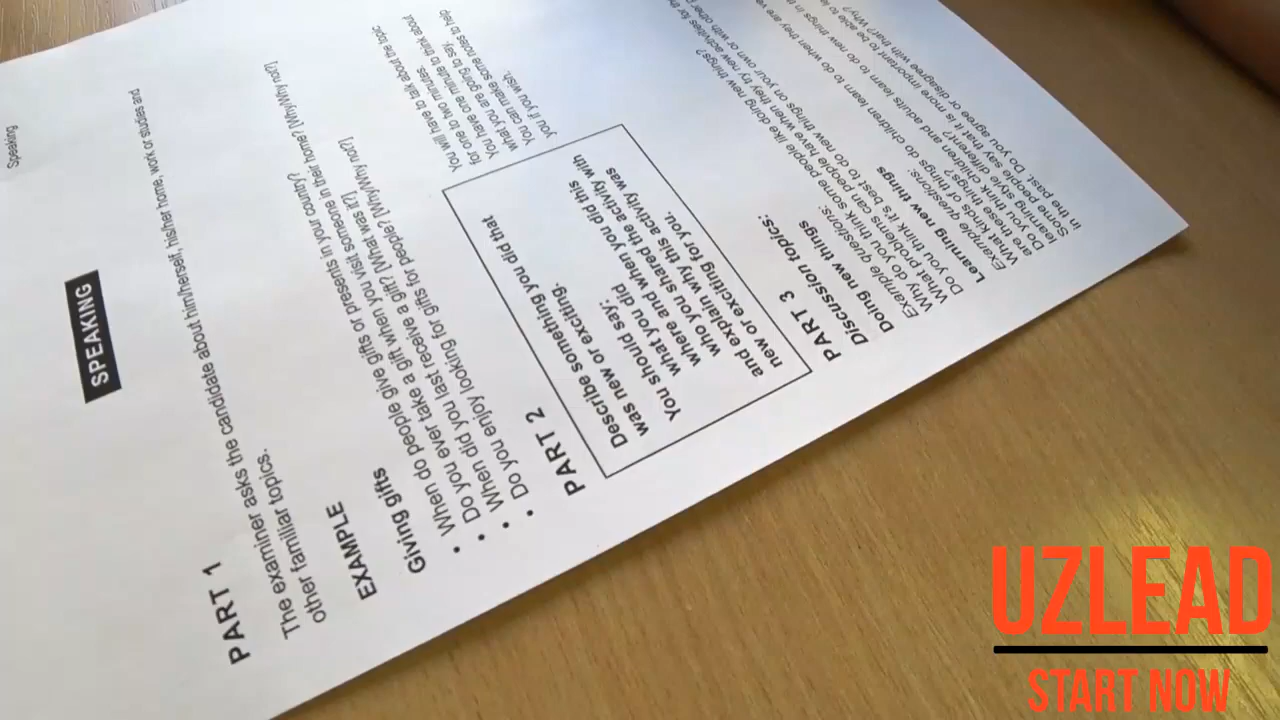 Speaking
SPEAKING
PART 1
The examiner asks the candidate about him/herself, his/her home, work or studies and
other familiar topics.
EXAMPLE
Giving gifts
• When do people give gifts or presents in your country?
• Do you ever take a gift when you visit someone in their home? [Why/Why not?]
• When did you last receive a gift? [What was it?]
• Do you enjoy looking for gifts for people? [Why/Why not?]
PART 2
Describe something you did that
was new or exciting.
You should say:
what you did
where and when you did this
who you shared the activity with
and explain why this activity was
new or exciting for you.
You will have to talk about the topic
for one to two minutes.
You have one minute to think about
what you are going to say.
You can make some notes to help
you if you wish.
PART 3
Discussion topics:
Doing new things
Example questions:
Why do you think some people like doing new things?
What problems can people have when they try new activities for the
Do you think it's best to do new things on your own or with other
Learning new things
Example questions:
What kinds of things do children learn to do when they are
are these things?
Do you think children and adults learn to do new things in
Some people say that it is more important to be able to
learn new things
in the past. Do you agree or disagree with that? Why?
UZLEAD
START NOW